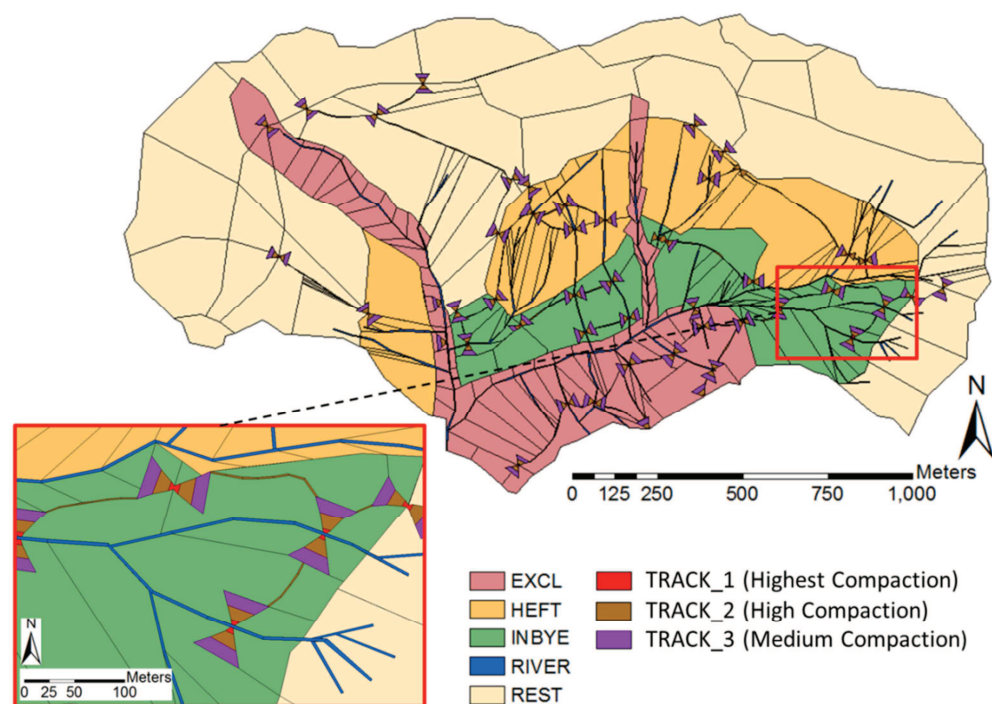 N
Meters
0 125 250 500 750 1,000
N
Meters
0 25 50 100
EXCL
HEFT
INBYE
RIVER
REST
TRACK_1 (Highest Compaction)
TRACK_2 (High Compaction)
TRACK_3 (Medium Compaction)